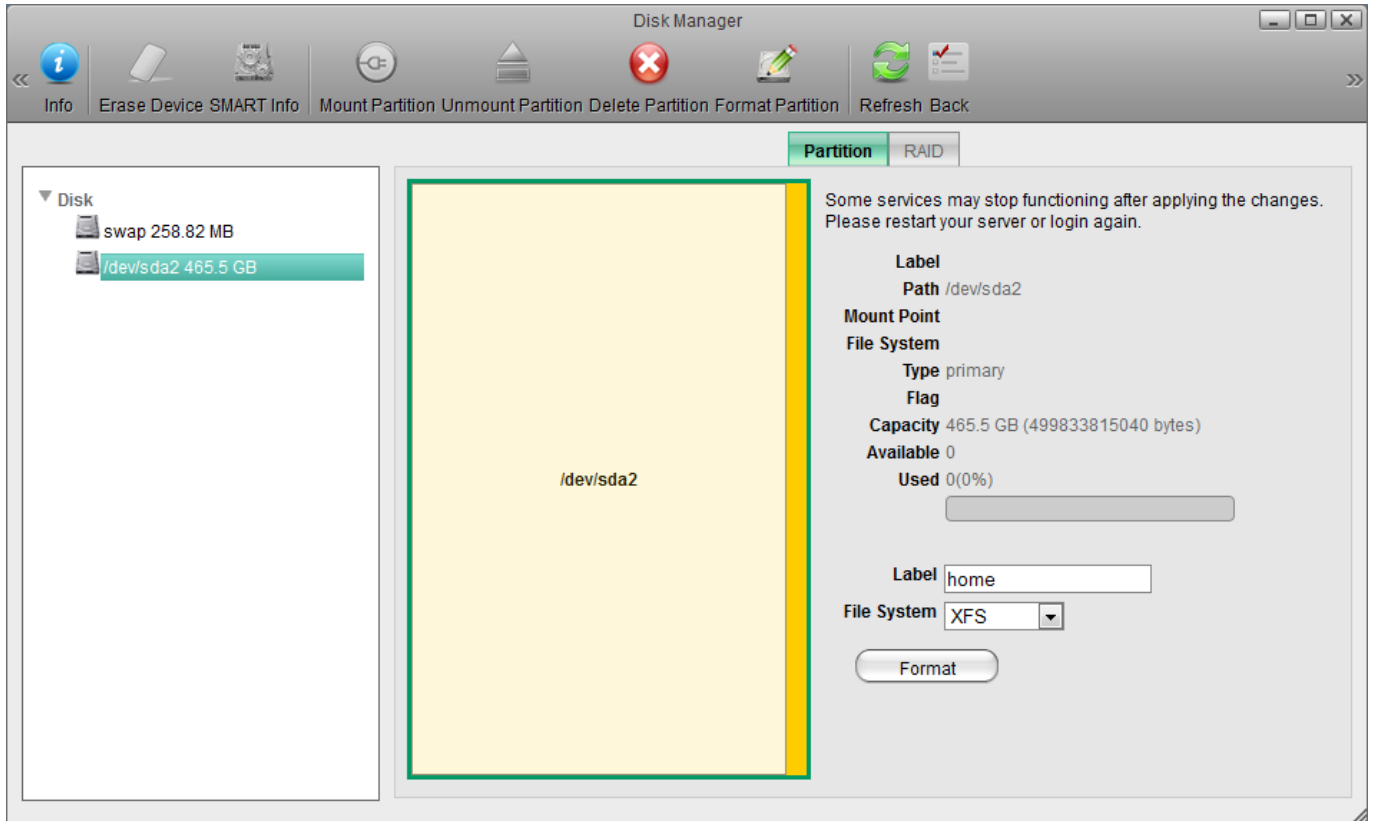 Disk Manager
Info
Erase Device
SMART Info
Mount Partition
Unmount Partition
Delete Partition
Format Partition
Refresh
Back
Partition
RAID
Disk
swap 258.82 MB
/dev/sda2 465.5 GB
/dev/sda2
Some services may stop functioning after applying the changes.
Please restart your server or login again.
Label
Path /dev/sda2
Mount Point
File System
Type primary
Flag
Capacity 465.5 GB (499833815040 bytes)
Available 0
Used 0(0%)
Label home
File System XFS
Format